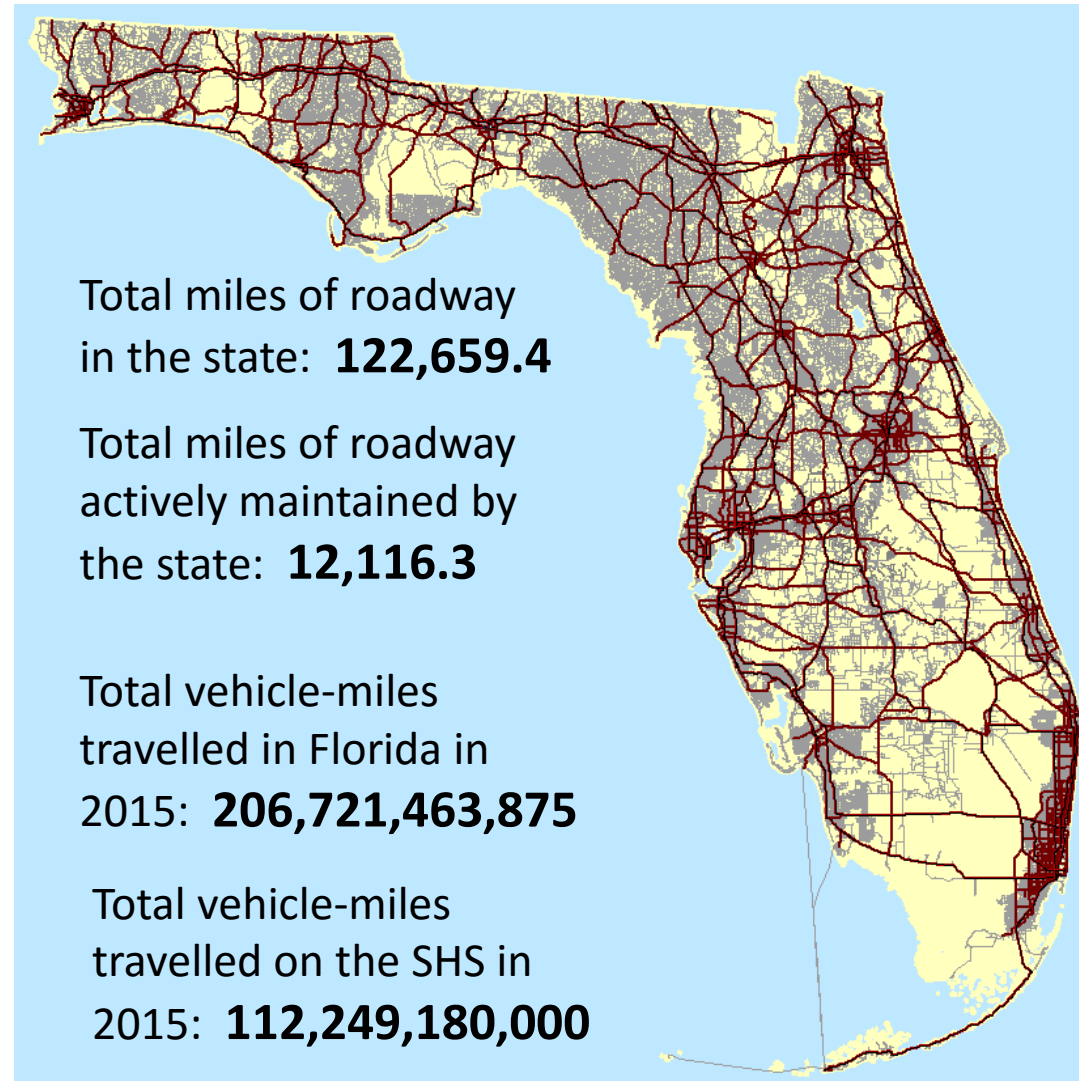 Total miles of roadway
in the state: 122,659.4
Total miles of roadway
actively maintained by
the state: 12,116.3
Total vehicle-miles
travelled in Florida in
2015: 206,721,463,875
Total vehicle-miles
travelled on the SHS in
2015: 112,249,180,000